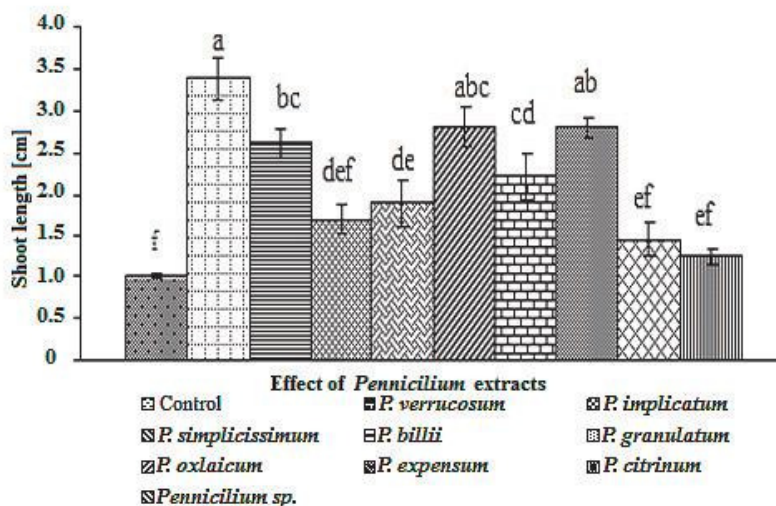 4.0
3.5
3.0
2.5
2.0
1.5
1.0
0.5
0
Shoot length [cm]
a
bc
def
de
abc
cd
ab
ef
ef
Effect of Pennicilium extracts
Control P. verrucosum P. implicatum
P. simplicissimum P. billii P. granulatum
P. oxlaicum P. expensum P. citrinum
Pennicilium sp.